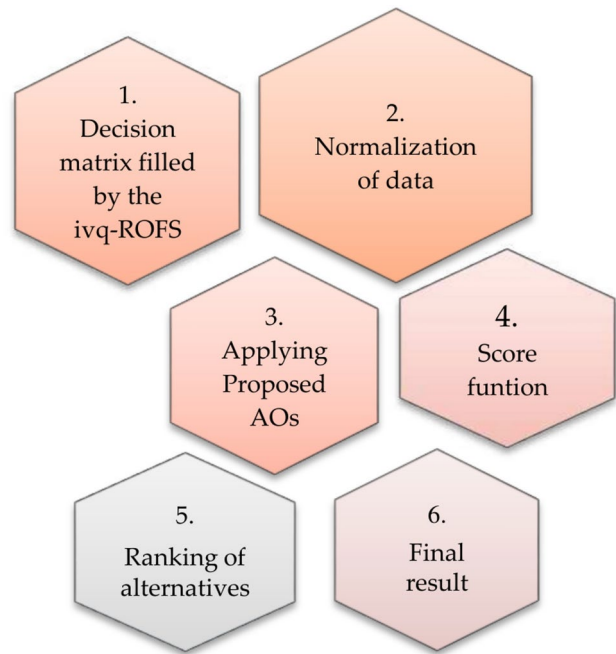 1.
Decision
matrix filled
by the
ivq-ROFS
2.
Normalization
of data
3.
Applying
Proposed
AOs
4.
Score
funtion
5.
Ranking of
alternatives
6.
Final
result